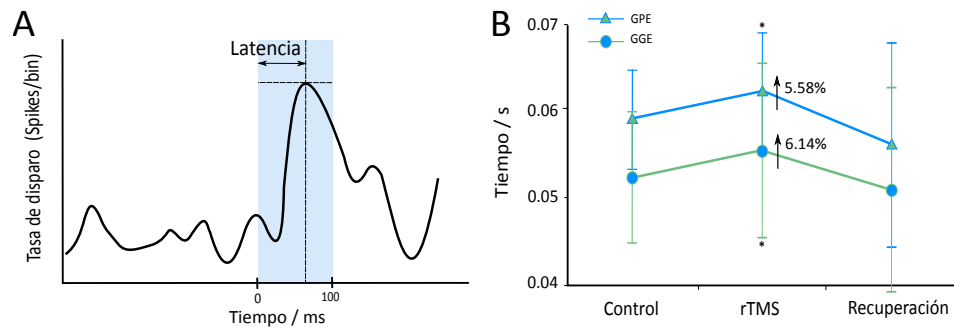 A
Latencia
Tasa de disparo (Spikes/bin)
0
100
Tiempo / ms
B
GPE
GGE
0.07
0.06
0.05
0.04
Tiempo / s
*
5.58%
6.14%
*
Control
rTMS
Recuperación